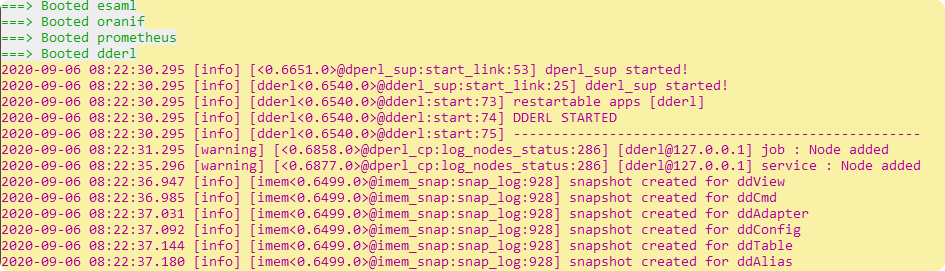 ===> Booted esaml
===> Booted oranif
===> Booted prometheus
===> Booted dderl
2020-09-06 08:22:30.295 [info] [<0.6651.0>@dperl_sup:start_link:53] dperl_sup started!
2020-09-06 08:22:30.295 [info] [dderl<0.6540.0>@dderl_sup:start_link:25] dderl_sup started!
2020-09-06 08:22:30.295 [info] [dderl<0.6540.0>@dderl:start:73] restartable apps [dderl]
2020-09-06 08:22:30.295 [info] [dderl<0.6540.0>@dderl:start:74] DDERL STARTED
2020-09-06 08:22:30.295 [info] [dderl<0.6540.0>@dderl:start:75] ---------------------------------------------------
2020-09-06 08:22:31.295 [warning] [<0.6858.0>@dperl_cp:log_nodes_status:286] [dderl@127.0.0.1] job : Node added
2020-09-06 08:22:35.296 [warning] [<0.6877.0>@dperl_cp:log_nodes_status:286] [dderl@127.0.0.1] service : Node added
2020-09-06 08:22:36.947 [info] [imem<0.6499.0>@imem_snap:snap_log:928] snapshot created for ddView
2020-09-06 08:22:36.985 [info] [imem<0.6499.0>@imem_snap:snap_log:928] snapshot created for ddCmd
2020-09-06 08:22:37.031 [info] [imem<0.6499.0>@imem_snap:snap_log:928] snapshot created for ddAdapter
2020-09-06 08:22:37.092 [info] [imem<0.6499.0>@imem_snap:snap_log:928] snapshot created for ddConfig
2020-09-06 08:22:37.144 [info] [imem<0.6499.0>@imem_snap:snap_log:928] snapshot created for ddTable
2020-09-06 08:22:37.180 [info] [imem<0.6499.0>@imem_snap:snap_log:928] snapshot created for ddAlias